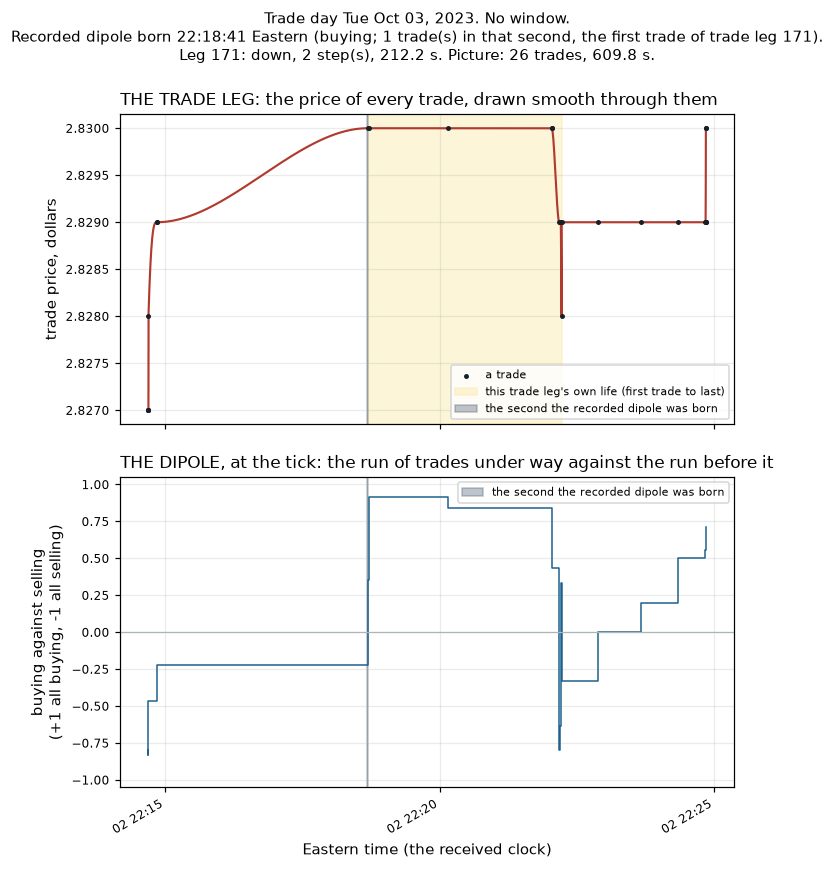 Trade day Tue Oct 03, 2023. No window.
Recorded dipole born 22:18:41 Eastern (buying; 1 trade(s) in that second, the first trade of trade leg 171).
Leg 171: down, 2 step(s), 212.2 s. Picture: 26 trades, 609.8 s.
THE TRADE LEG: the price of every trade, drawn smooth through them
trade price, dollars
2.8300
2.8295
2.8290
2.8285
2.8280
2.8275
2.8270
a trade
this trade leg's own life (first trade to last)
the second the recorded dipole was born
THE DIPOLE, at the tick: the run of trades under way against the run before it
buying against selling
(+1 all buying, -1 all selling)
1.00
0.75
0.50
0.25
0.00
−0.25
−0.50
−0.75
−1.00
the second the recorded dipole was born
02 22:15
02 22:20
02 22:25
Eastern time (the received clock)